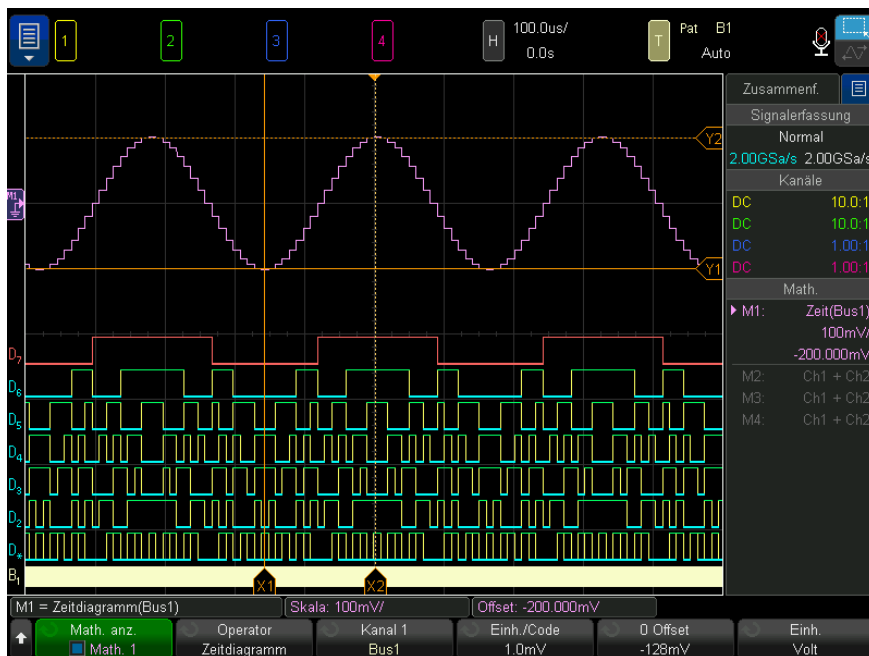 1 2 3 4 H 100.0us/ 0.0s T Pat B1 Auto
Zusammenf.
Signalerfassung
Normal
2.00GSa/s 2.00GSa/s
Kanäle
DC 10.0:1
DC 10.0:1
DC 1.00:1
DC 1.00:1
Math.
M1: Zeit(Bus1)
100mV/
-200.000mV
M2: Ch1 + Ch2
M3: Ch1 + Ch2
M4: Ch1 + Ch2
Y2
M1
Y1
D7
D6
D5
D4
D3
D2
D*
B1
X1 X2
M1 = Zeitdiagramm(Bus1) Skala: 100mV/ Offset: -200.000mV
Math. anz. Operator Kanal 1 Einh./Code 0 Offset Einh.
Math. 1 Zeitdiagramm Bus1 1.0mV -128mV Volt